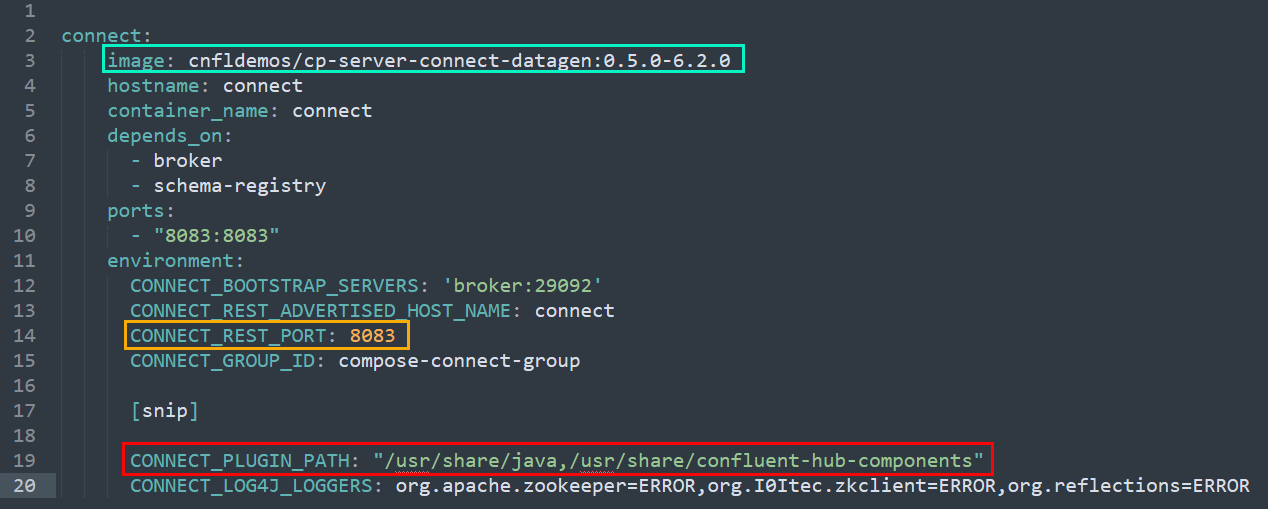 1
2 connect:
3 image: cnfldemos/cp-server-connect-datagen:0.5.0-6.2.0
4 hostname: connect
5 container_name: connect
6 depends_on:
7 - broker
8 - schema-registry
9 ports:
10 - "8083:8083"
11 environment:
12 CONNECT_BOOTSTRAP_SERVERS: 'broker:29092'
13 CONNECT_REST_ADVERTISED_HOST_NAME: connect
14 CONNECT_REST_PORT: 8083
15 CONNECT_GROUP_ID: compose-connect-group
16
17 [snip]
18
19 CONNECT_PLUGIN_PATH: "/usr/share/java,/usr/share/confluent-hub-components"
20 CONNECT_LOG4J_LOGGERS: org.apache.zookeeper=ERROR,org.I0Itec.zkclient=ERROR,org.reflections=ERROR